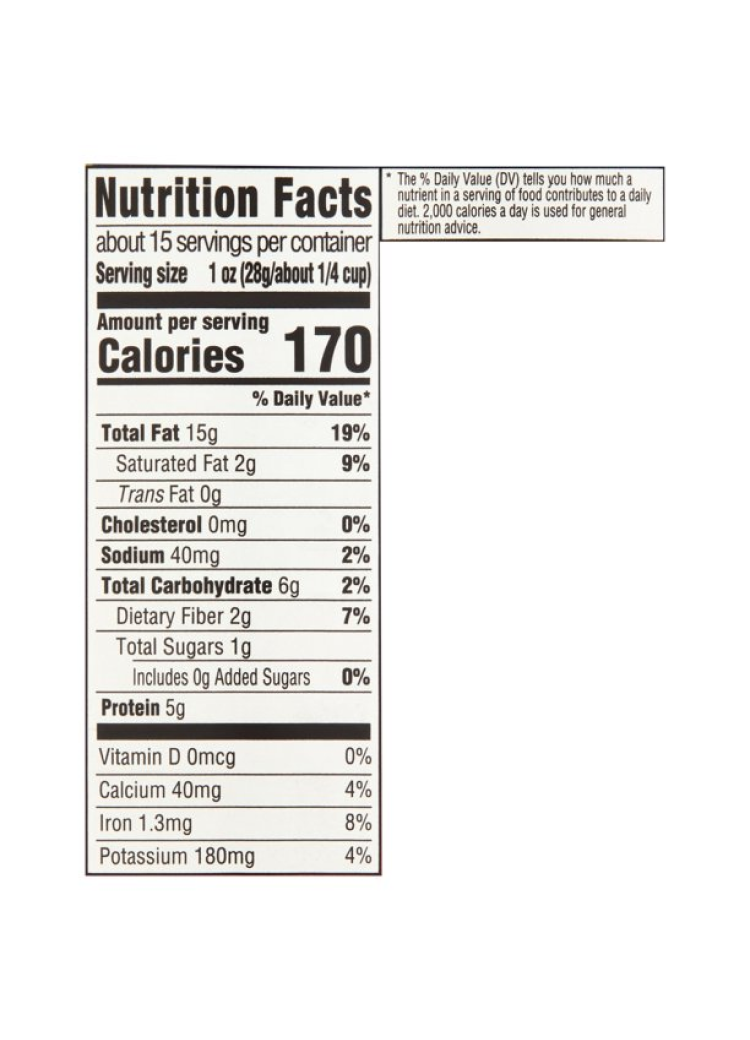 Nutrition Facts
about 15 servings per container
Serving size 1 oz (28g/about 1/4 cup)
Amount per serving
Calories 170
% Daily Value*
Total Fat 15g 19%
Saturated Fat 2g 9%
Trans Fat 0g
Cholesterol 0mg 0%
Sodium 40mg 2%
Total Carbohydrate 6g 2%
Dietary Fiber 2g 7%
Total Sugars 1g
Includes 0g Added Sugars 0%
Protein 5g
Vitamin D 0mcg 0%
Calcium 40mg 4%
Iron 1.3mg 8%
Potassium 180mg 4%
* The % Daily Value (DV) tells you how much a
nutrient in a serving of food contributes to a daily
diet. 2,000 calories a day is used for general
nutrition advice.